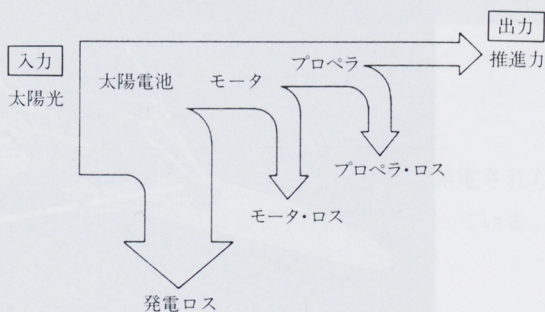 出力
入力
太陽光
太陽電池
モータ
プロペラ
推進力
プロペラ・ロス
モータ・ロス
発電ロス